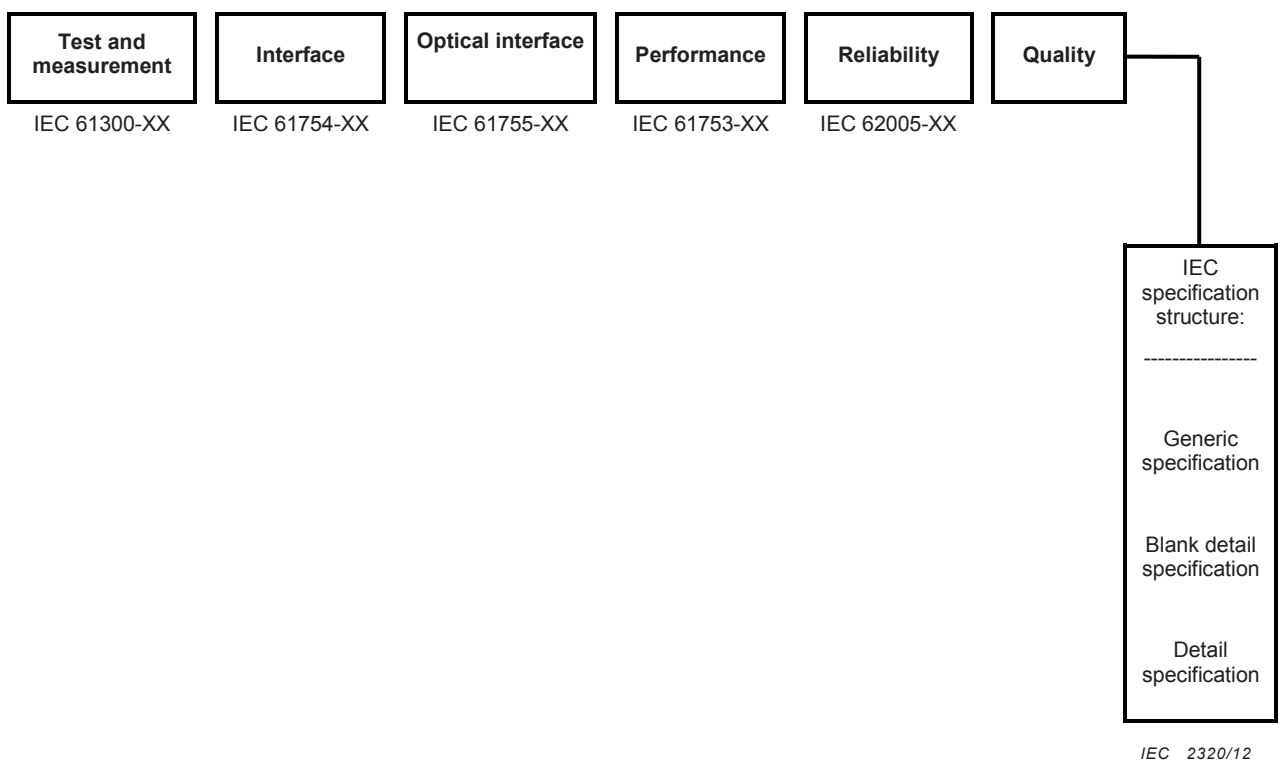 Test and
measurement
Interface
Optical interface
Performance
Reliability
Quality
IEC 61300-XX
IEC 61754-XX
IEC 61755-XX
IEC 61753-XX
IEC 62005-XX
IEC
specification
structure:
----------------
Generic
specification
Blank detail
specification
Detail
specification
IEC 2320/12